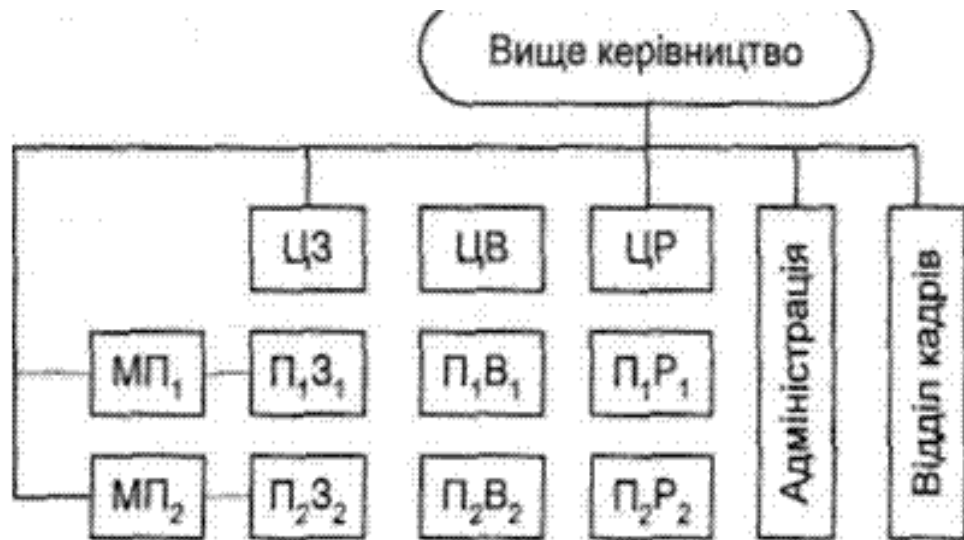 Вище керівництво
ЦЗ ЦВ ЦР
МП₁ П₁З₁ П₁В₁ П₁Р₁
МП₂ П₂З₂ П₂В₂ П₂Р₂
Адміністрація
Відділ кадрів